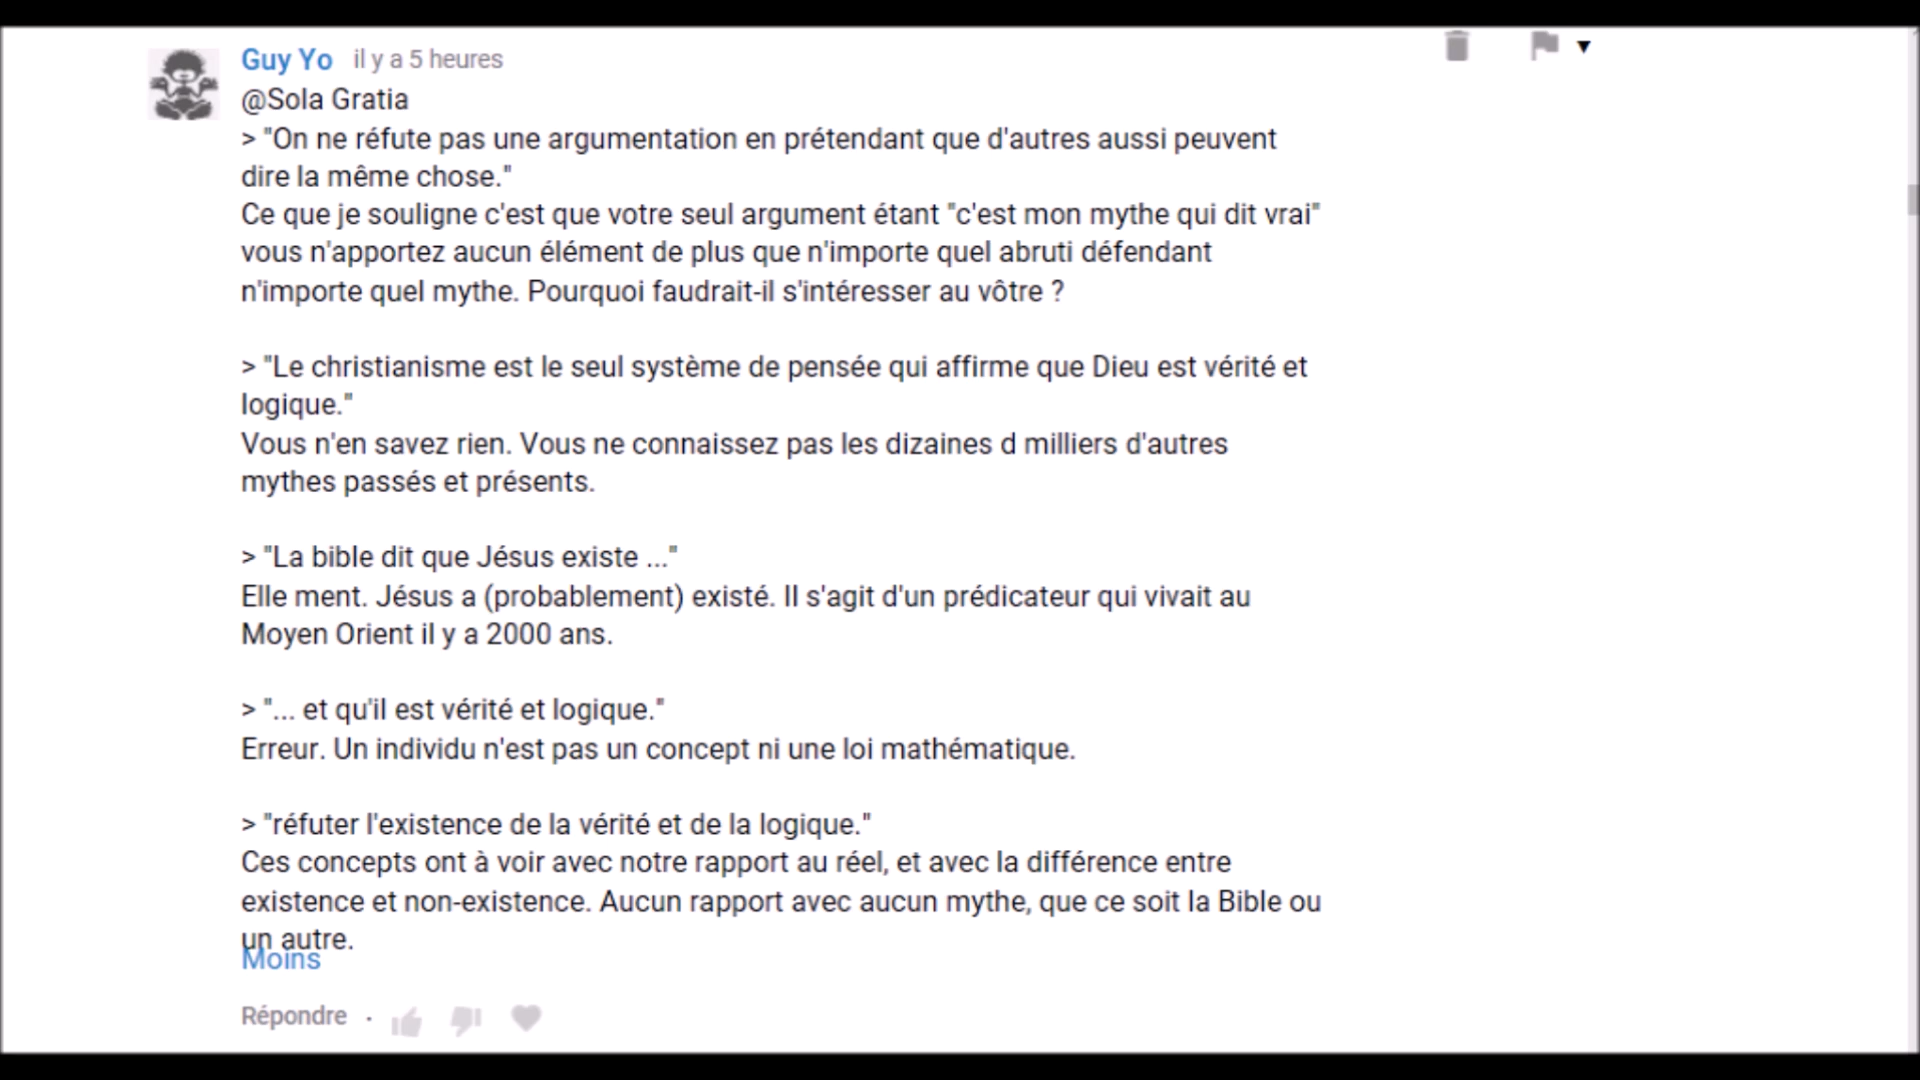 Guy Yo il y a 5 heures
@Sola Gratia
> "On ne réfute pas une argumentation en prétendant que d'autres aussi peuvent
dire la même chose."
Ce que je souligne c'est que votre seul argument étant "c'est mon mythe qui dit vrai"
vous n'apportez aucun élément de plus que n'importe quel abruti défendant
n'importe quel mythe. Pourquoi faudrait-il s'intéresser au vôtre ?
> "Le christianisme est le seul système de pensée qui affirme que Dieu est vérité et
logique."
Vous n'en savez rien. Vous ne connaissez pas les dizaines d milliers d'autres
mythes passés et présents.
> "La bible dit que Jésus existe ..."
Elle ment. Jésus a (probablement) existé. Il s'agit d'un prédicateur qui vivait au
Moyen Orient il y a 2000 ans.
> "... et qu'il est vérité et logique."
Erreur. Un individu n'est pas un concept ni une loi mathématique.
> "réfuter l'existence de la vérité et de la logique."
Ces concepts ont à voir avec notre rapport au réel, et avec la différence entre
existence et non-existence. Aucun rapport avec aucun mythe, que ce soit la Bible ou
un autre.
Moins
Répondre ·